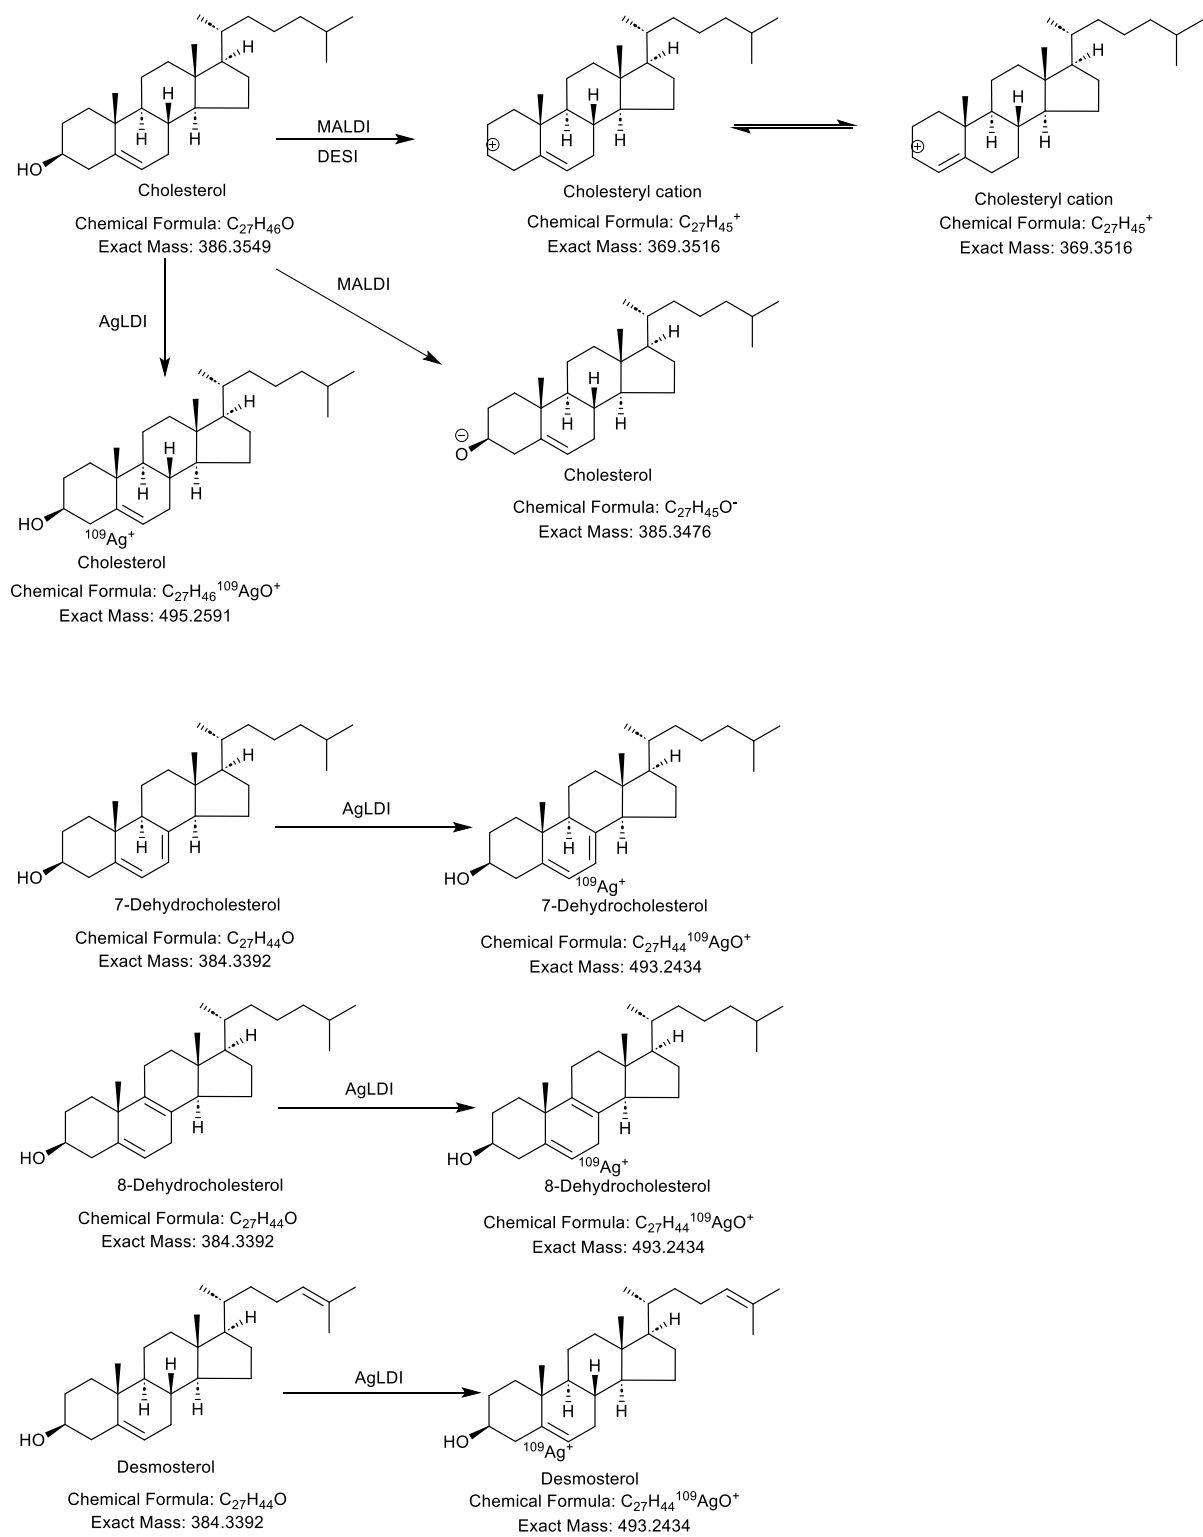 H
H
H
H
H
H
H
H
H
H
H
H
MALDI
DESI
⊕
⊕
HO
Cholesterol
Chemical Formula: C27H46O
Exact Mass: 386.3549
Cholesteryl cation
Chemical Formula: C27H45+
Exact Mass: 369.3516
Cholesteryl cation
Chemical Formula: C27H45+
Exact Mass: 369.3516
AgLDI
MALDI
H
H
H
H
⊖
O
Cholesterol
Chemical Formula: C27H45O-
Exact Mass: 385.3476
H
H
H
H
HO
109Ag+
Cholesterol
Chemical Formula: C27H46109AgO+
Exact Mass: 495.2591
H
H
H
HO
7-Dehydrocholesterol
Chemical Formula: C27H44O
Exact Mass: 384.3392
AgLDI
H
H
H
HO
109Ag+
7-Dehydrocholesterol
Chemical Formula: C27H44109AgO+
Exact Mass: 493.2434
H
H
HO
8-Dehydrocholesterol
Chemical Formula: C27H44O
Exact Mass: 384.3392
AgLDI
H
H
HO
109Ag+
8-Dehydrocholesterol
Chemical Formula: C27H44109AgO+
Exact Mass: 493.2434
H
H
H
H
HO
Desmosterol
Chemical Formula: C27H44O
Exact Mass: 384.3392
AgLDI
H
H
H
H
HO
109Ag+
Desmosterol
Chemical Formula: C27H44109AgO+
Exact Mass: 493.2434